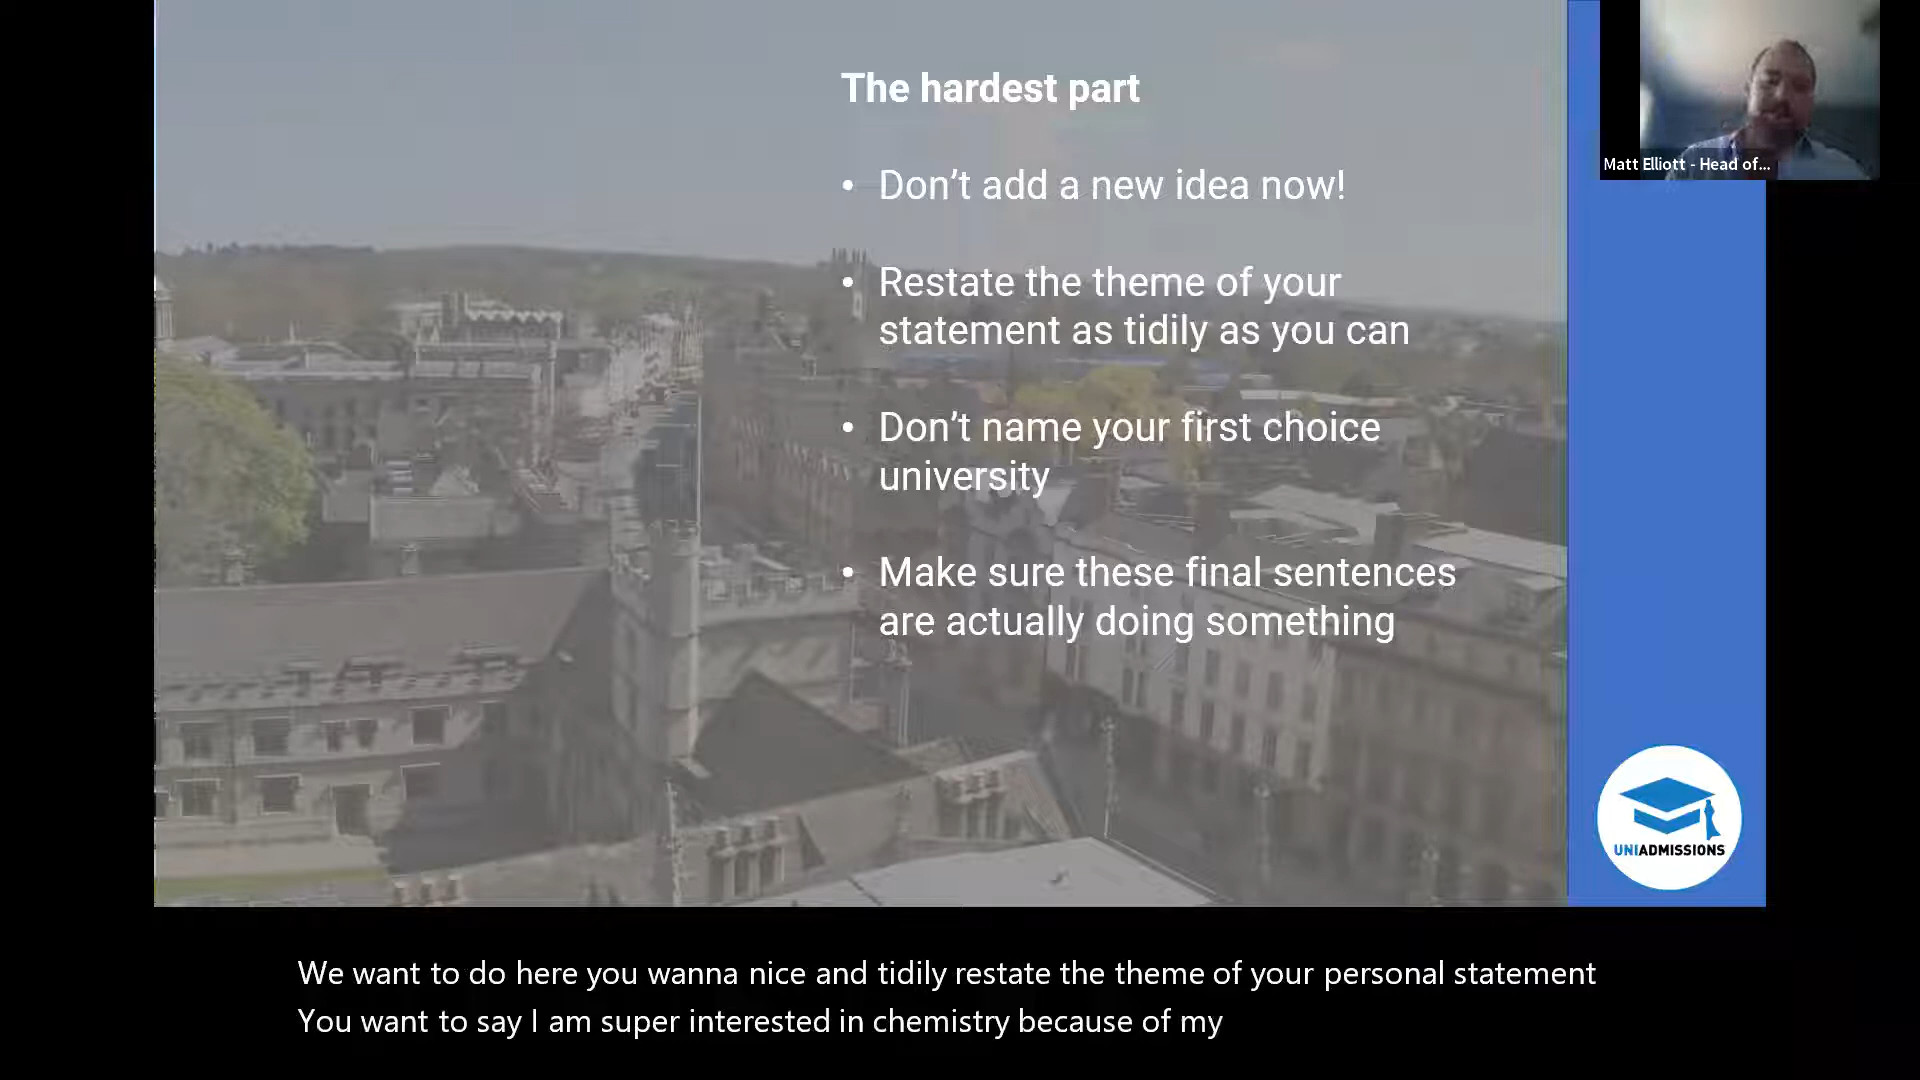 The hardest part
Matt Elliott - Head of...
• Don’t add a new idea now!
• Restate the theme of your
statement as tidily as you can
• Don’t name your first choice
university
• Make sure these final sentences
are actually doing something
UNIADMISSIONS
We want to do here you wanna nice and tidily restate the theme of your personal statement
You want to say I am super interested in chemistry because of my